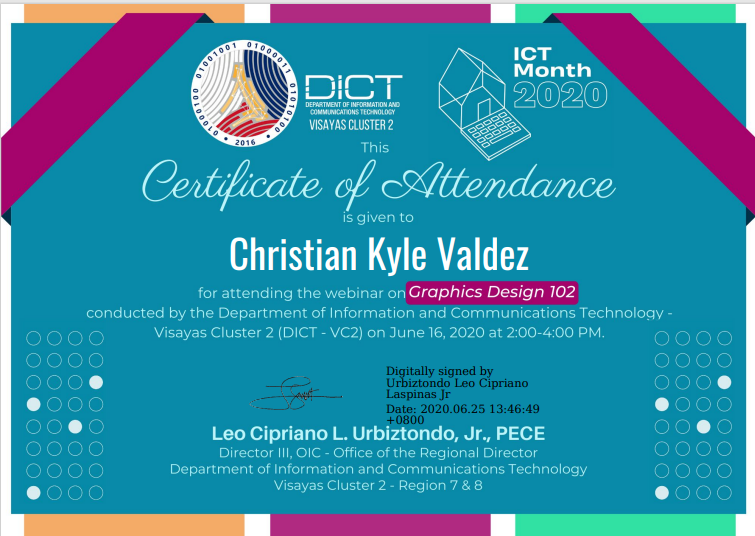 01000100 01001001 01000011 01010100
• 2016 •
DICT
DEPARTMENT OF INFORMATION AND
COMMUNICATIONS TECHNOLOGY
VISAYAS CLUSTER 2
ICT
Month
2020
This
Certificate of Attendance
is given to
Christian Kyle Valdez
for attending the webinar on Graphics Design 102
conducted by the Department of Information and Communications Technology -
Visayas Cluster 2 (DICT - VC2) on June 16, 2020 at 2:00-4:00 PM.
Digitally signed by
Urbiztondo Leo Cipriano
Laspinas Jr
Date: 2020.06.25 13:46:49
+0800
Leo Cipriano L. Urbiztondo, Jr., PECE
Director III, OIC - Office of the Regional Director
Department of Information and Communications Technology
Visayas Cluster 2 - Region 7 & 8